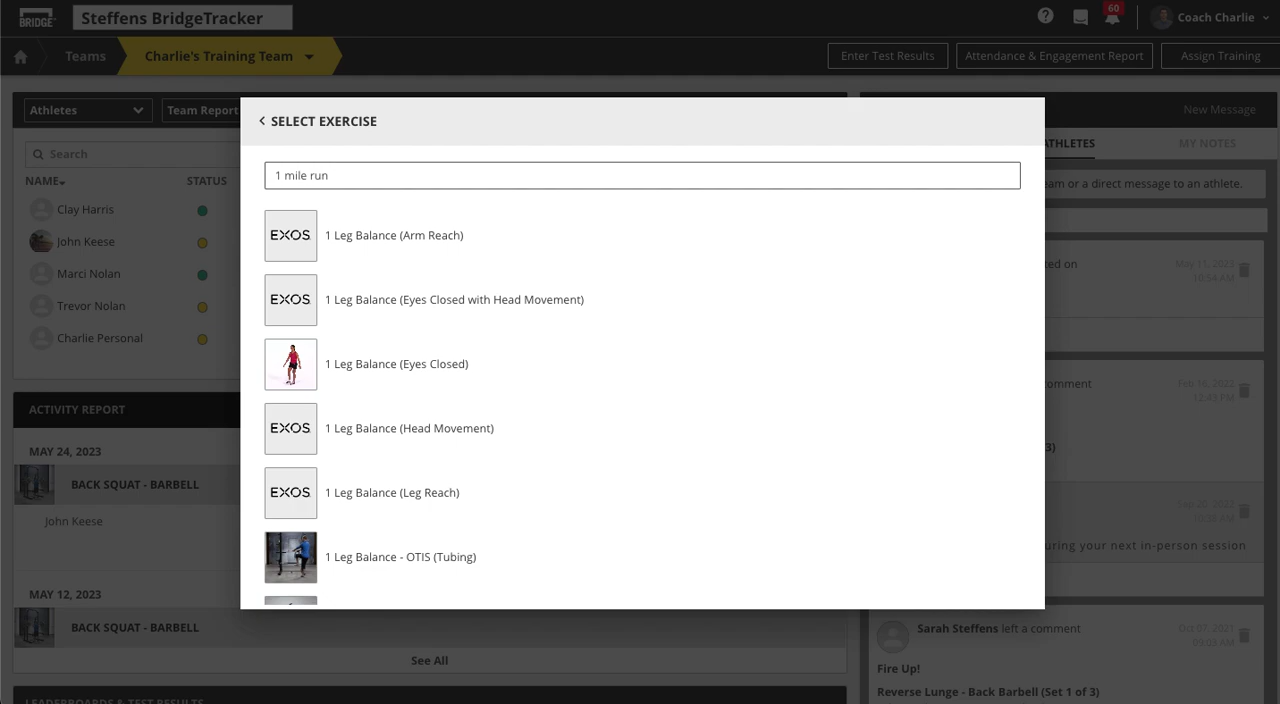 BRIDGE
Steffens BridgeTracker
60
Coach Charlie
Teams
Charlie's Training Team
Enter Test Results
Attendance & Engagement Report
Assign Training
Athletes
Team Report
Search
NAME
STATUS
Clay Harris
John Keese
Marci Nolan
Trevor Nolan
Charlie Personal
ACTIVITY REPORT
MAY 24, 2023
BACK SQUAT - BARBELL
John Keese
MAY 12, 2023
BACK SQUAT - BARBELL
See All
LEADERBOARDS & TEST RESULTS
SELECT EXERCISE
1 mile run
EXOS
1 Leg Balance (Arm Reach)
EXOS
1 Leg Balance (Eyes Closed with Head Movement)
1 Leg Balance (Eyes Closed)
EXOS
1 Leg Balance (Head Movement)
EXOS
1 Leg Balance (Leg Reach)
1 Leg Balance - OTIS (Tubing)
New Message
ATHLETES
MY NOTES
or a direct message to an athlete.
on
May 11, 2023
10:54 AM
Feb 16, 2022
12:43 PM
3)
Sep 20, 2022
10:58 AM
your next in-person session
Sarah Steffens left a comment
Oct 07, 2021
09:03 AM
Fire Up!
Reverse Lunge - Back Barbell (Set 1 of 3)